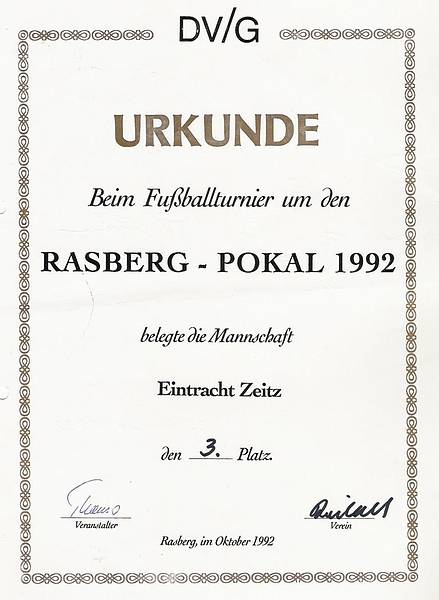 DV/G
URKUNDE
Beim Fußballturnier um den
RASBERG - POKAL 1992
belegte die Mannschaft
Eintracht Zeitz
den 3. Platz.
Veranstalter
Verein
Rasberg, im Oktober 1992